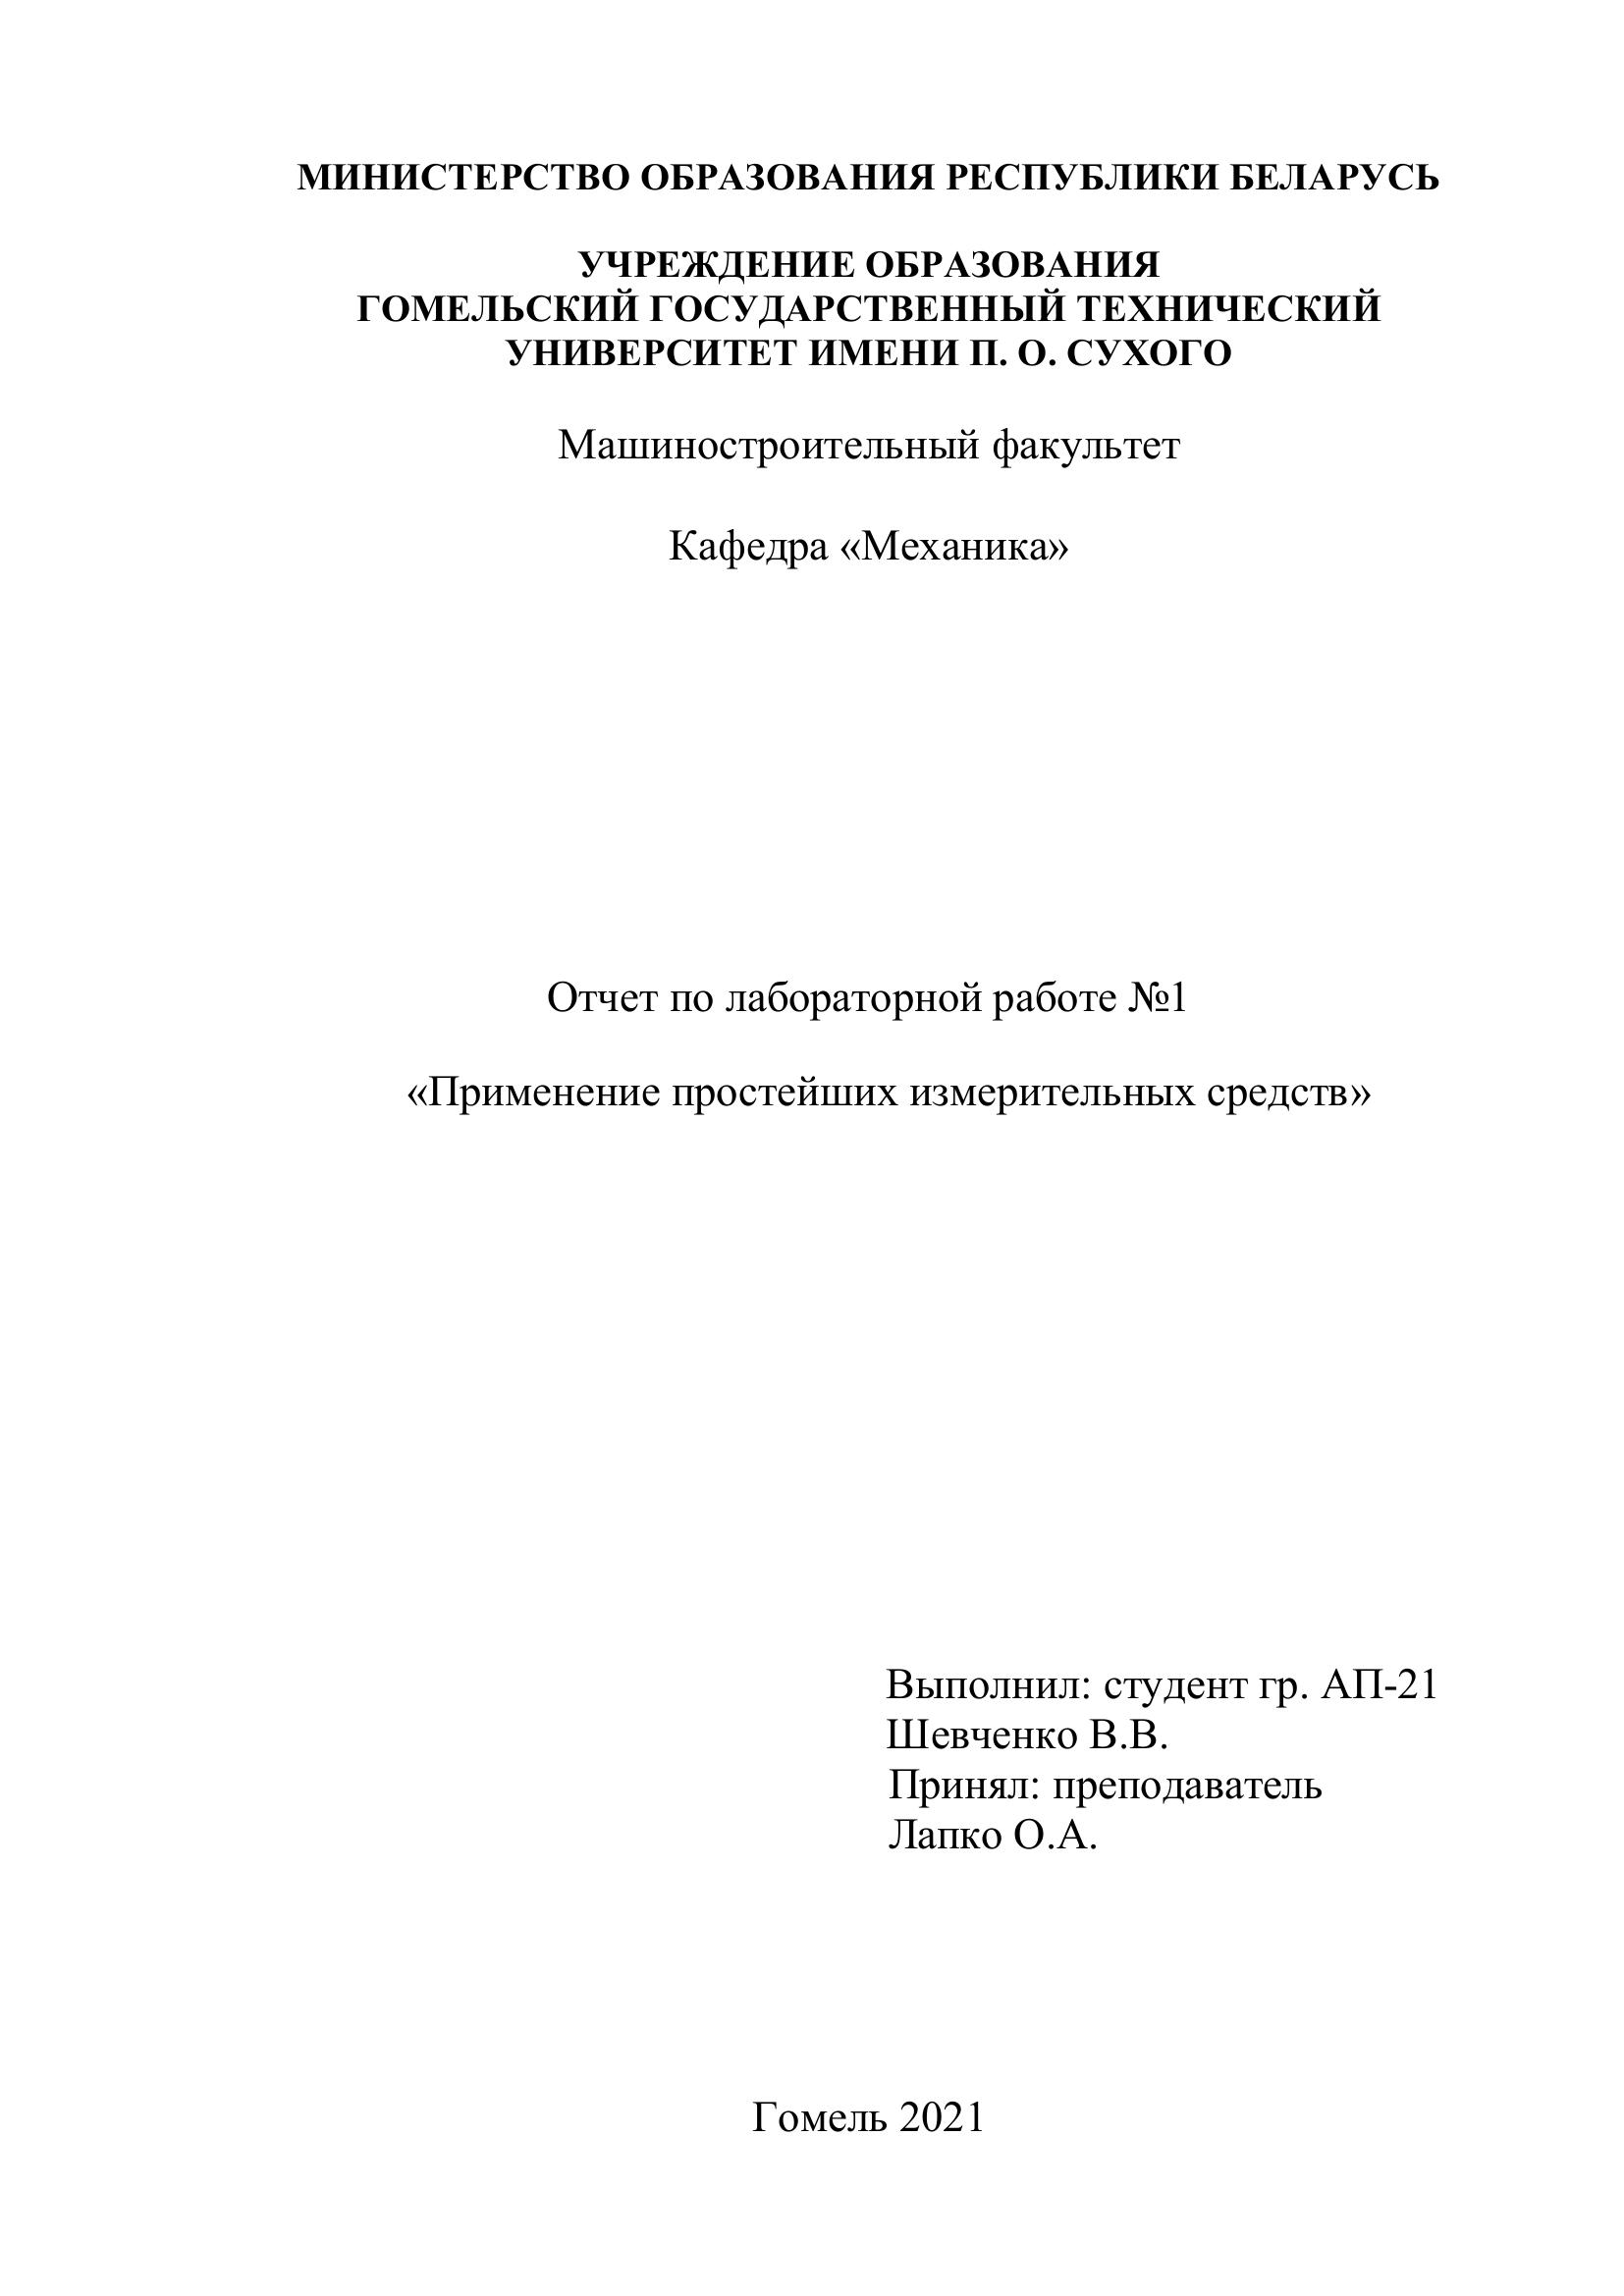 МИНИСТЕРСТВО ОБРАЗОВАНИЯ РЕСПУБЛИКИ БЕЛАРУСЬ
УЧРЕЖДЕНИЕ ОБРАЗОВАНИЯ
ГОМЕЛЬСКИЙ ГОСУДАРСТВЕННЫЙ ТЕХНИЧЕСКИЙ
УНИВЕРСИТЕТ ИМЕНИ П. О. СУХОГО
Машиностроительный факультет
Кафедра «Механика»
Отчет по лабораторной работе №1
«Применение простейших измерительных средств»
Выполнил: студент гр. АП-21
Шевченко В.В.
Принял: преподаватель
Лапко О.А.
Гомель 2021